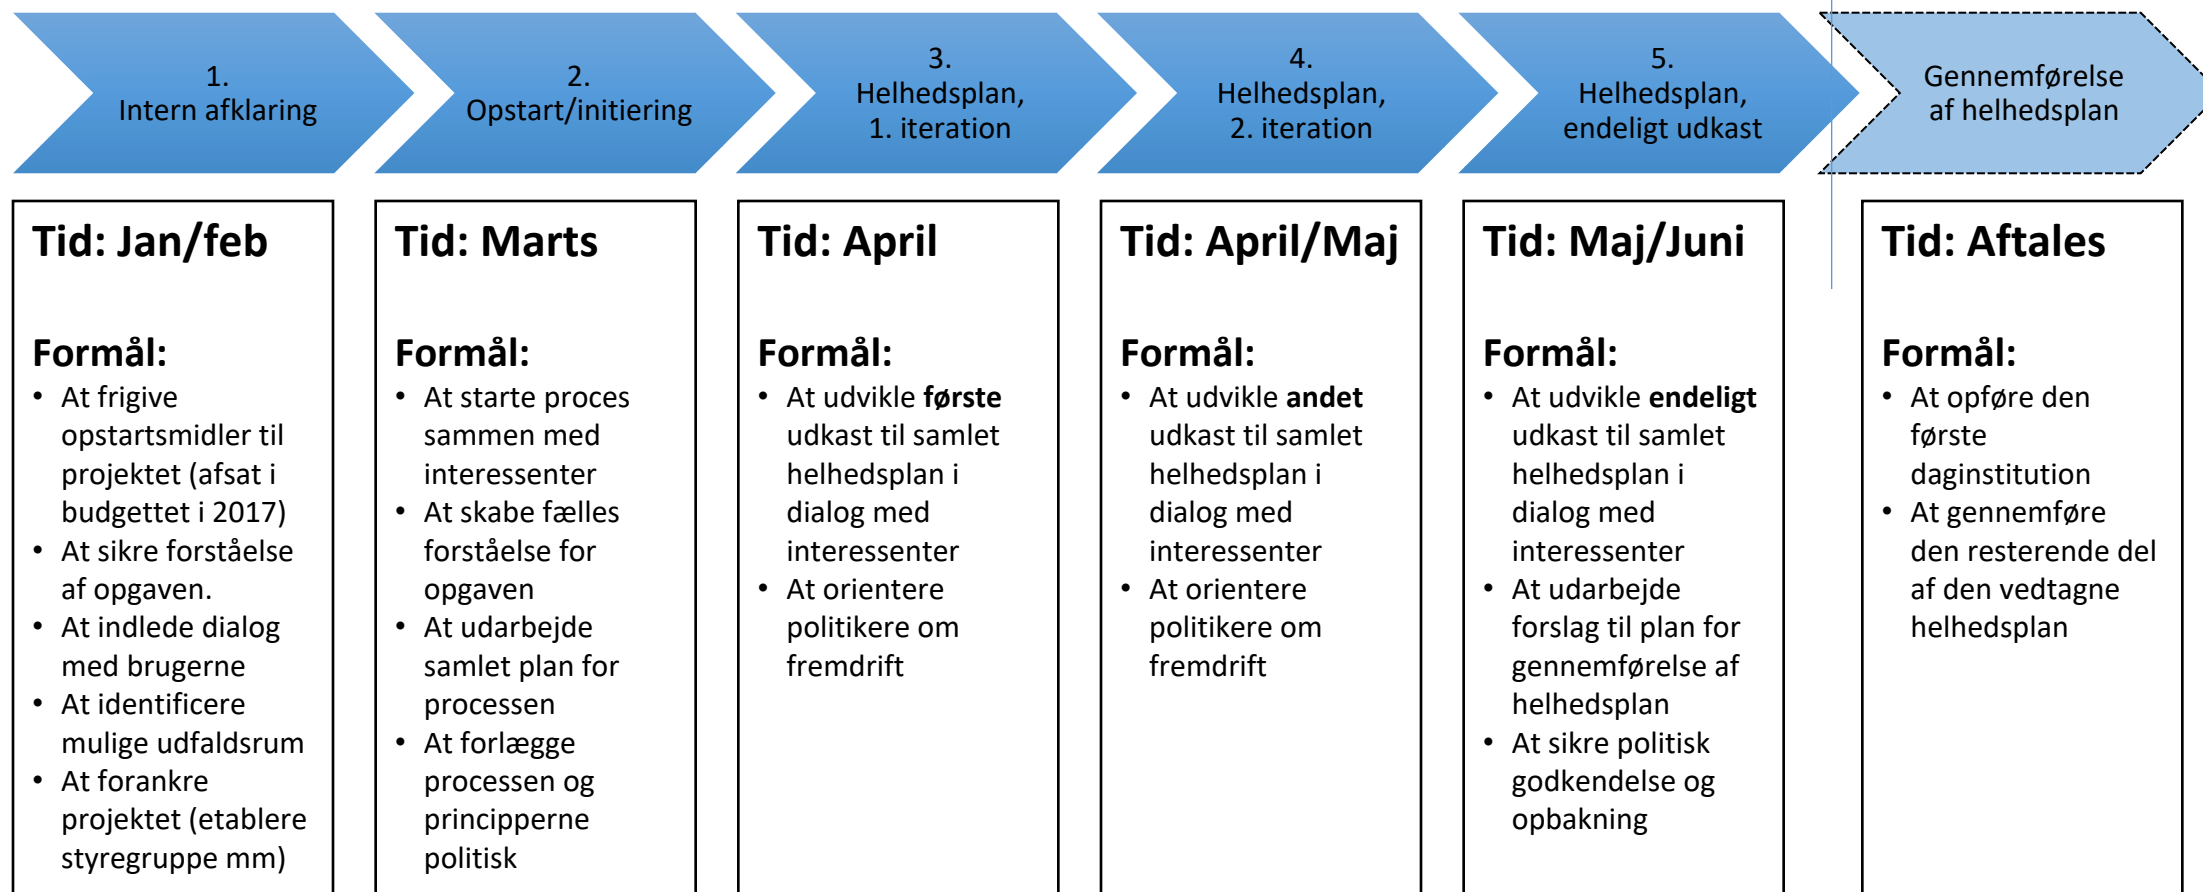 1.
Intern afklaring
2.
Opstart/initiering
3.
Helhedsplan,
1. iteration
4.
Helhedsplan,
2. iteration
5.
Helhedsplan,
endeligt udkast
Gennemførelse
af helhedsplan
Tid: Jan/feb
Formål:
• At frigive
opstartsmidler til
projektet (afsat i
budgettet i 2017)
• At sikre forståelse
af opgaven.
• At indlede dialog
med brugerne
• At identificere
mulige udfaldsrum
• At forankre
projektet (etablere
styregruppe mm)
Tid: Marts
Formål:
• At starte proces
sammen med
interessenter
• At skabe fælles
forståelse for
opgaven
• At udarbejde
samlet plan for
processen
• At forlægge
processen og
principperne
politisk
Tid: April
Formål:
• At udvikle første
udkast til samlet
helhedsplan i
dialog med
interessenter
• At orientere
politikere om
fremdrift
Tid: April/Maj
Formål:
• At udvikle andet
udkast til samlet
helhedsplan i
dialog med
interessenter
• At orientere
politikere om
fremdrift
Tid: Maj/Juni
Formål:
• At udvikle endeligt
udkast til samlet
helhedsplan i
dialog med
interessenter
• At udarbejde
forslag til plan for
gennemførelse af
helhedsplan
• At sikre politisk
godkendelse og
opbakning
Tid: Aftales
Formål:
• At opføre den
første
daginstitution
• At gennemføre
den resterende del
af den vedtagne
helhedsplan